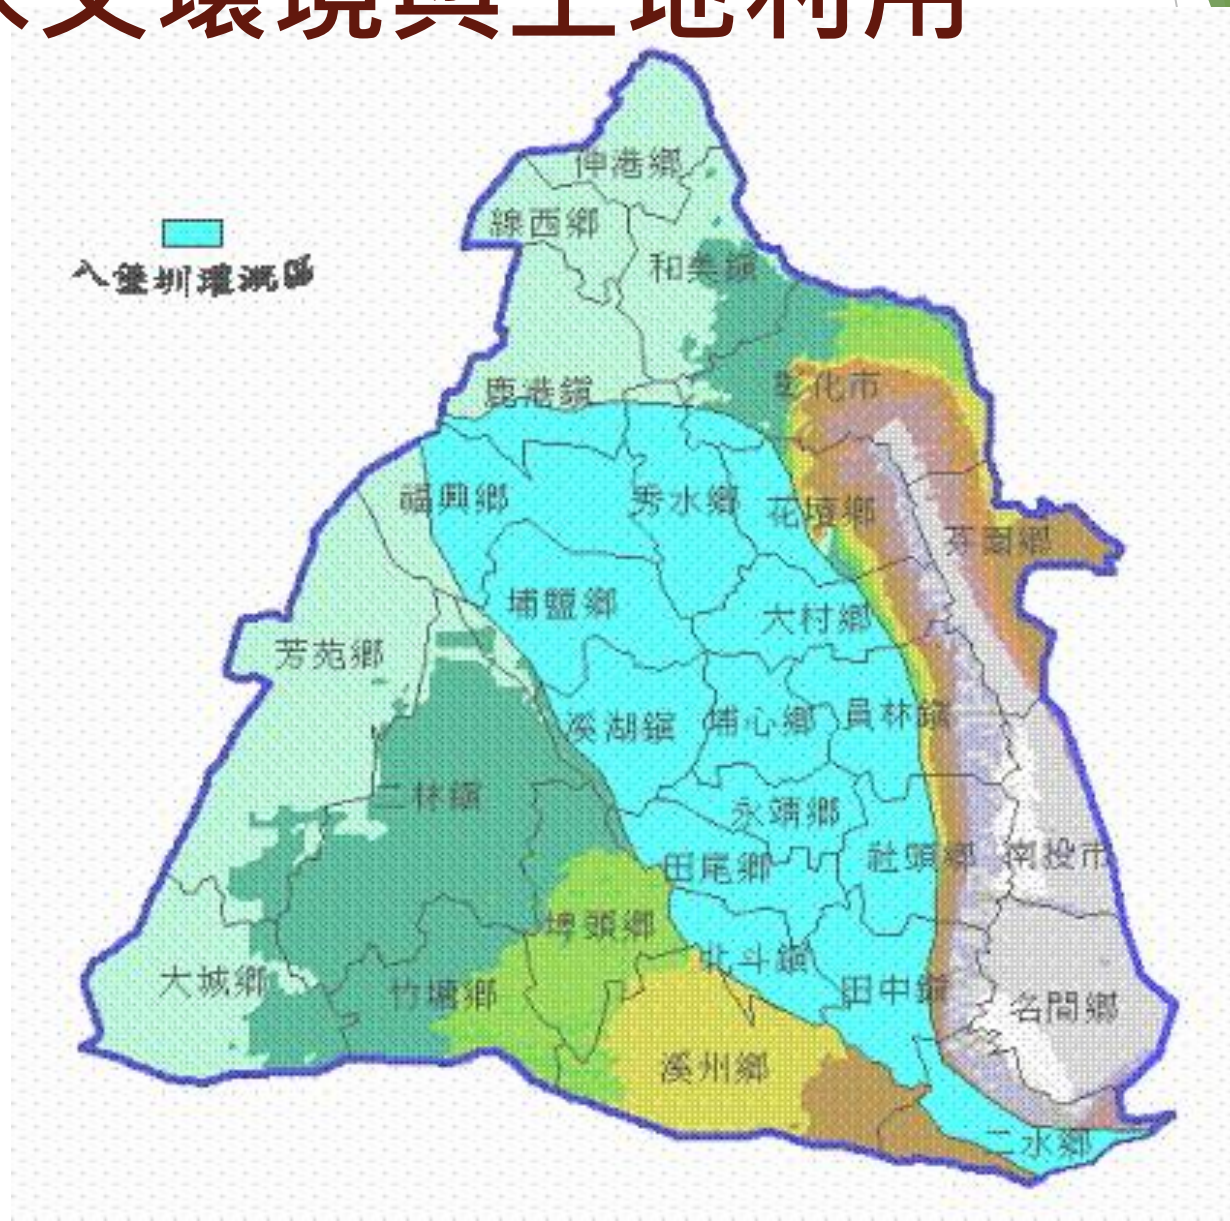 水文環境與土地利用
伸港鄉
線西鄉
和美鎮
八堡圳灌溉區
鹿港鎮
彰化市
福興鄉
秀水鄉
花壇鄉
芬園鄉
埔鹽鄉
大村鄉
芳苑鄉
溪湖鎮
埔心鄉
員林鎮
二林鎮
永靖鄉
田尾鄉
社頭鄉
南投市
埤頭鄉
北斗鎮
大城鄉
竹塘鄉
田中鎮
名間鄉
溪州鄉
二水鄉